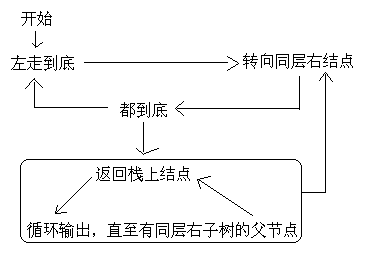 开始
左走到底
转向同层右结点
都到底
返回栈上结点
循环输出，直至有同层右子树的父节点